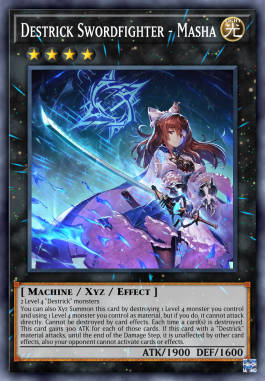 DESTRICK SWORDFIGHTER - MASHA
LIGHT
光
[ MACHINE / XYZ / EFFECT ]
2 Level 4 "Destrick" monsters
You can also Xyz Summon this card by destroying 1 Level 4 monster you control
and using 1 Level 4 monster you control as material, but if you do, it cannot attack
directly. Cannot be destroyed by card effects. Each time a card(s) is destroyed:
This card gains 300 ATK for each of those cards. If this card with a "Destrick"
material attacks, until the end of the Damage Step, it is unaffected by other card
effects, also your opponent cannot activate cards or effects.
ATK/1900 DEF/1600